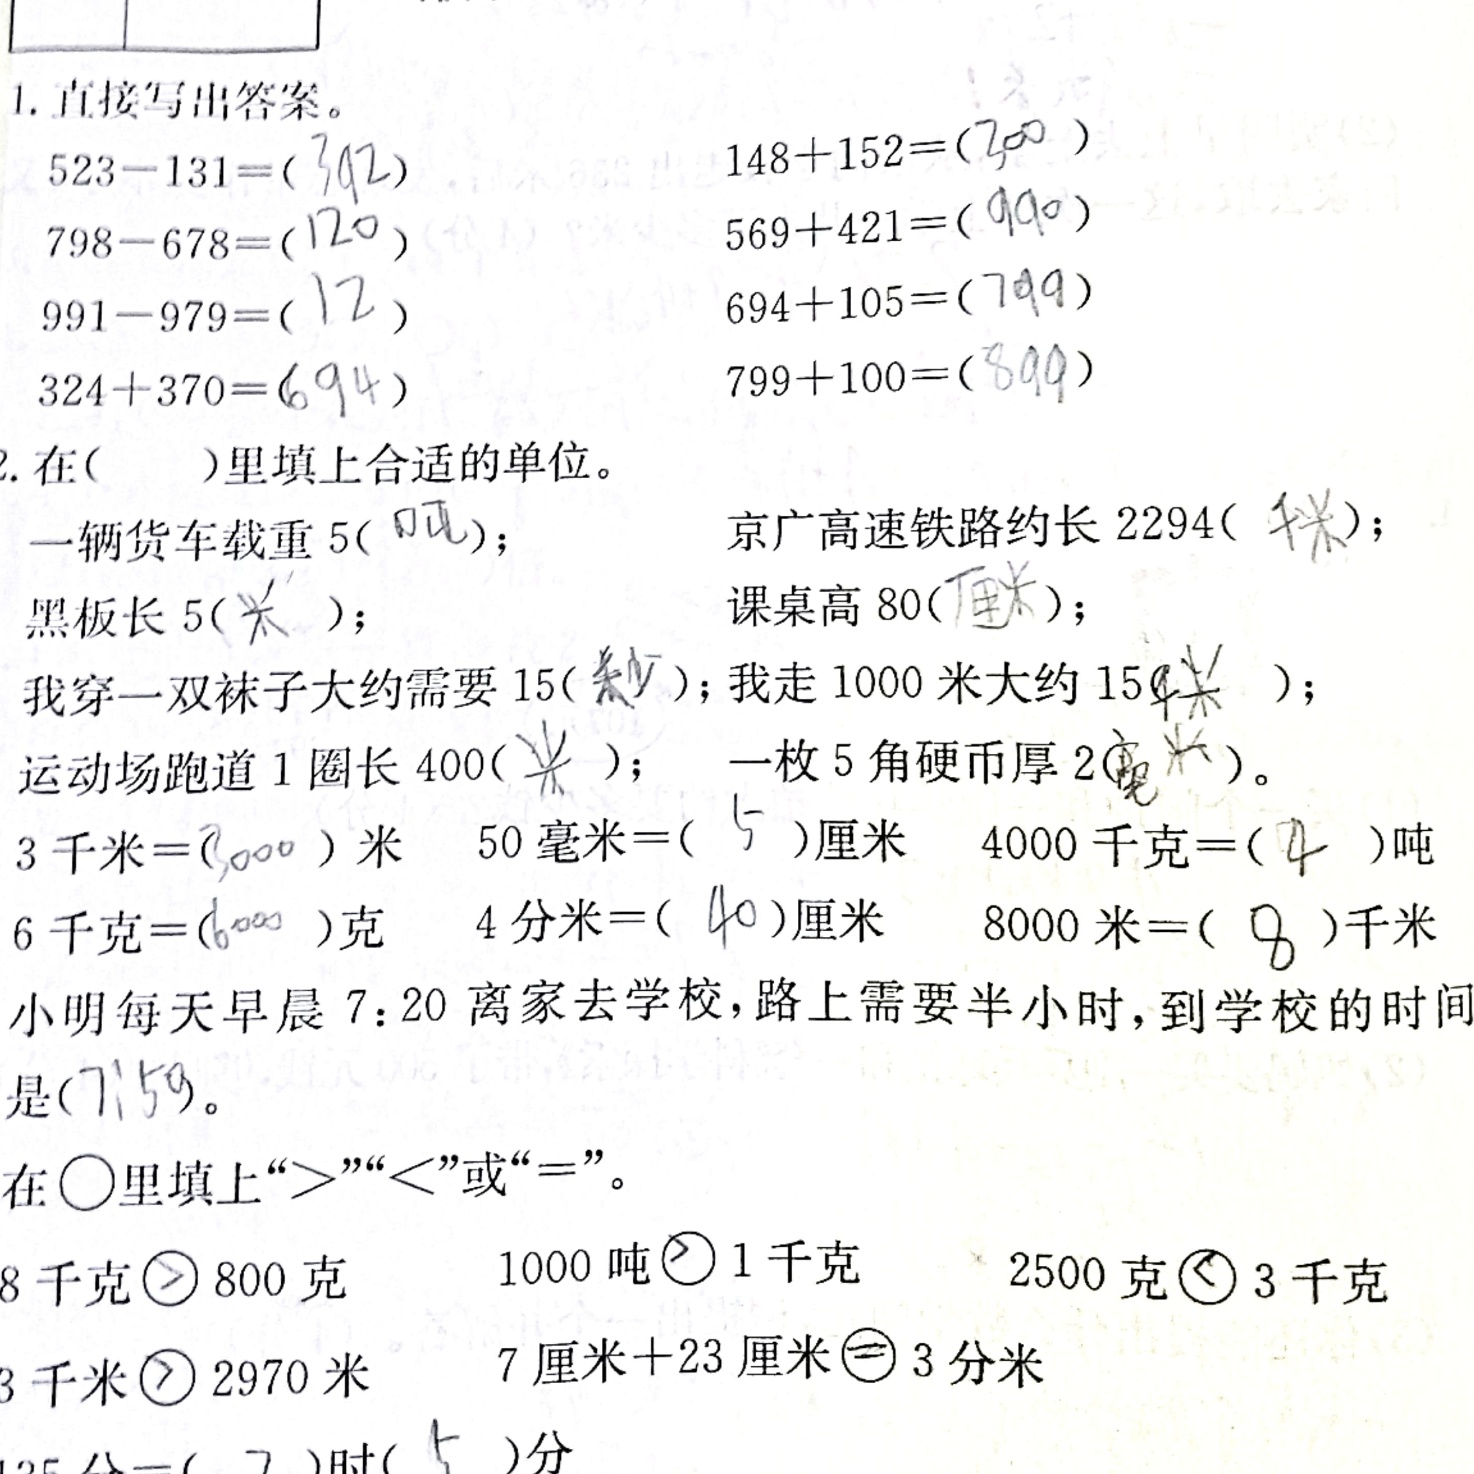 1. 直接写出答案。
523－131＝(392) 148＋152＝(300)
798－678＝(120) 569＋421＝(990)
991－979＝(12) 694＋105＝(799)
324＋370＝(694) 799＋100＝(899)
2. 在( )里填上合适的单位。
一辆货车载重 5(吨)； 京广高速铁路约长 2294(千米)；
黑板长 5(米)； 课桌高 80(厘米)；
我穿一双袜子大约需要 15(秒)；我走 1000 米大约 15(千米)；
运动场跑道 1 圈长 400(米)； 一枚 5 角硬币厚 2(毫米)。
3 千米＝(3000)米 50 毫米＝(5)厘米 4000 千克＝(4)吨
6 千克＝(6000)克 4 分米＝(40)厘米 8000 米＝(8)千米
小明每天早晨 7:20 离家去学校,路上需要半小时,到学校的时间
是(7:50)。
在○里填上“＞”“＜”或“＝”。
8 千克＞800 克 1000 吨＞1 千克 2500 克＜3 千克
3 千米＞2970 米 7 厘米＋23 厘米＝3 分米
135 分＝( )时(5)分